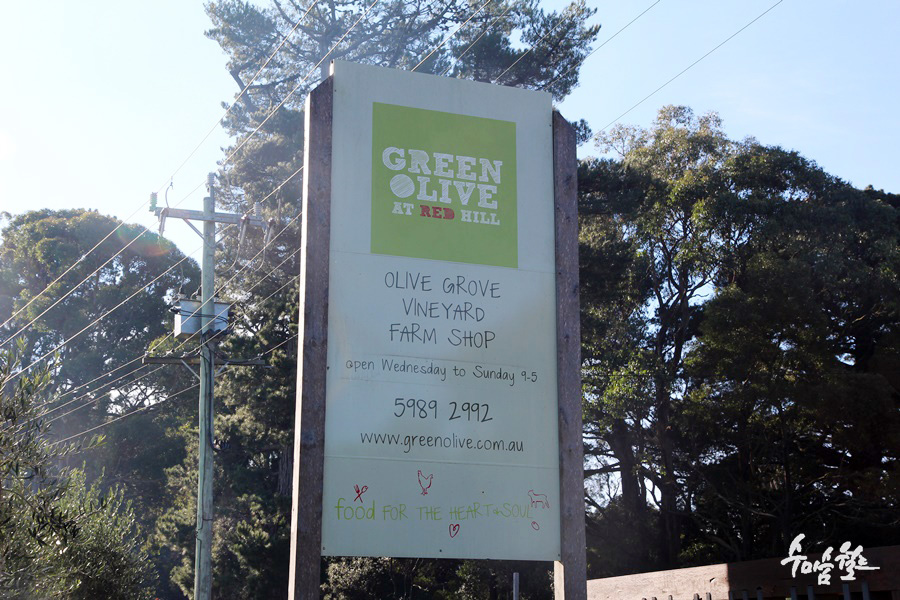 GREEN
OLIVE
AT RED HILL
OLIVE GROVE
VINEYARD
FARM SHOP
open Wednesday to Sunday 9-5
5989 2992
www.greenolive.com.au
food FOR THE HEART & SOUL